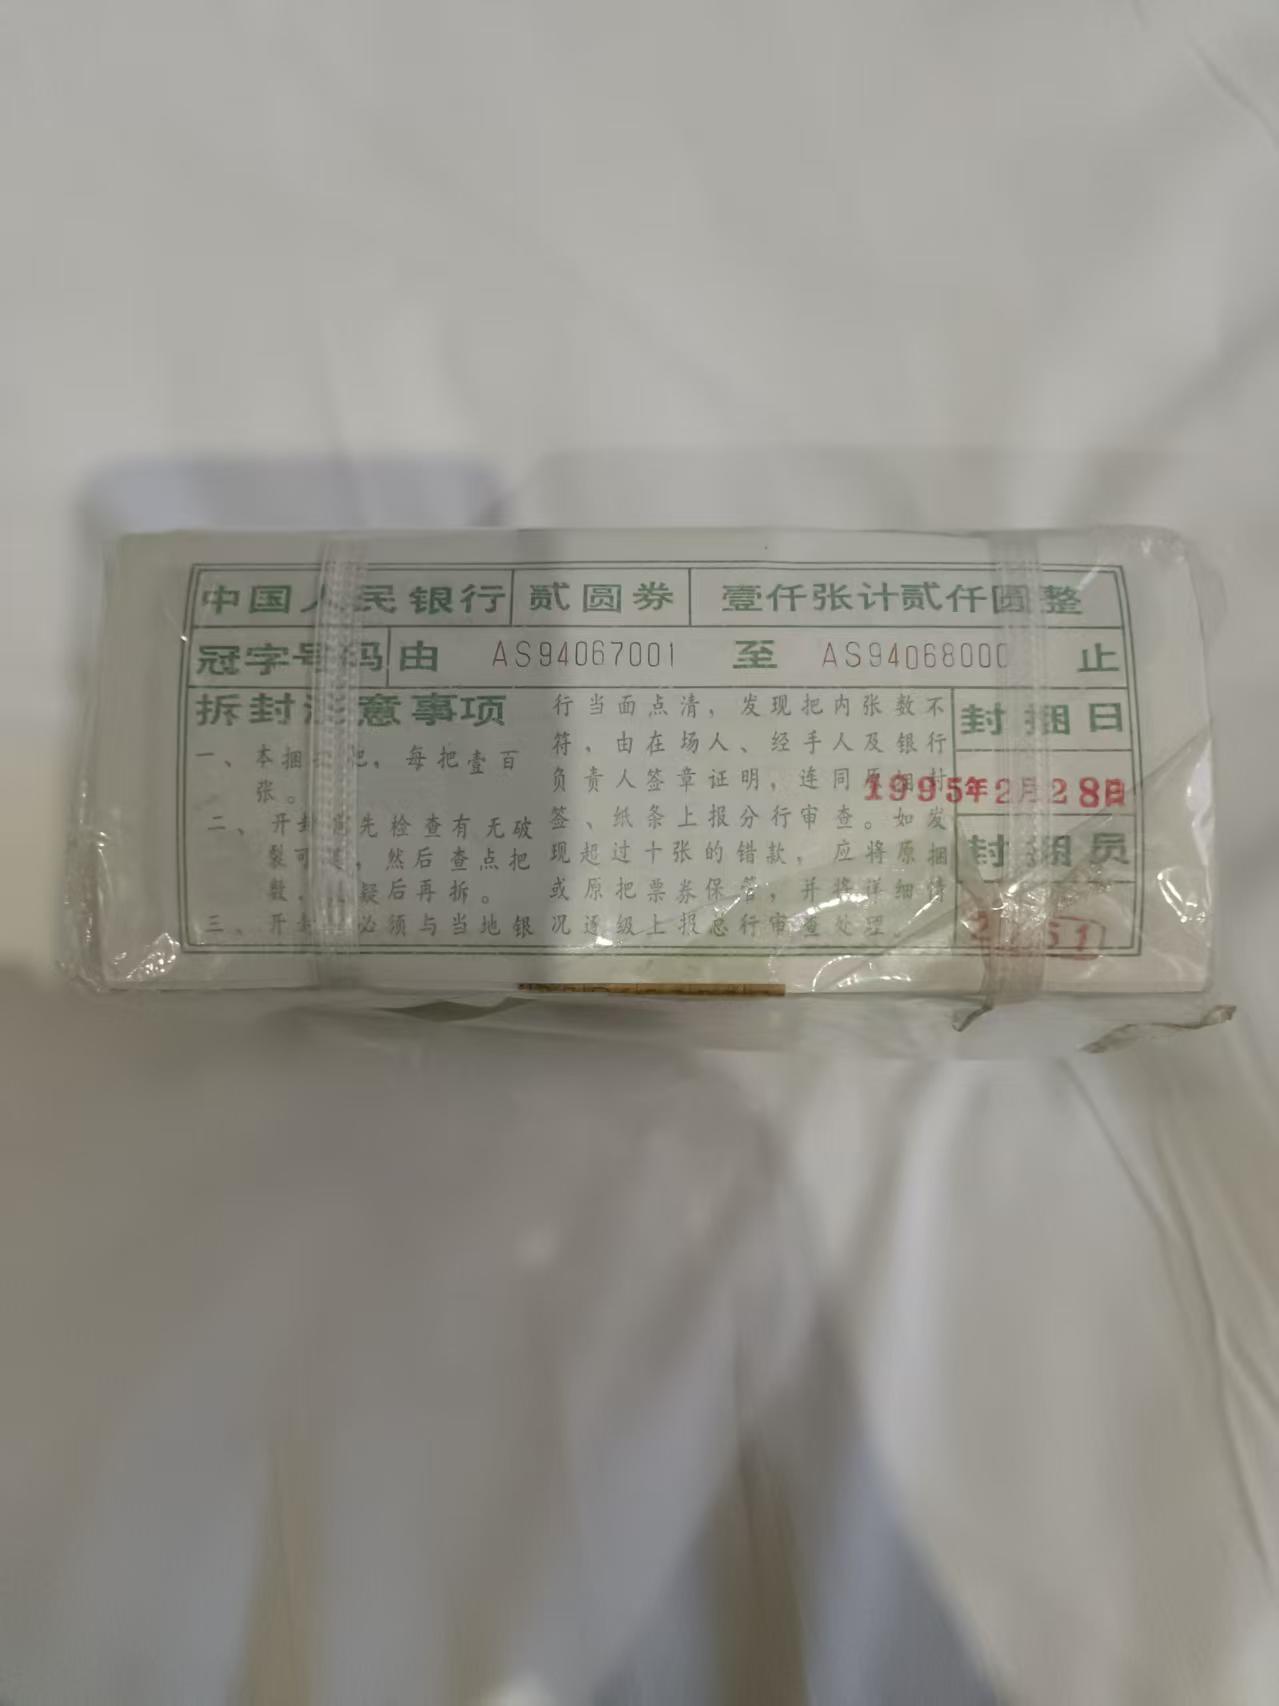 中国人民银行 贰圆券 壹仟张计贰仟圆整
冠字号码 由 AS94067001 至 AS94068000 止
拆封注意事项
一、本捆 把，每把壹百
张。
二、开封 先检查有无破
裂可 ，然后查点把
数， 疑后再拆。
三、开封 必须与当地银
行当面点清，发现把内张数不
符，由在场人、经手人及银行
负责人签章证明，连同原捆封
签、纸条上报分行审查。如发
现超过十张的错款，应将原捆
或原把票券保管，并将详细情
况逐级上报总行审查处理。
封捆日
1995年2月28日
封捆员